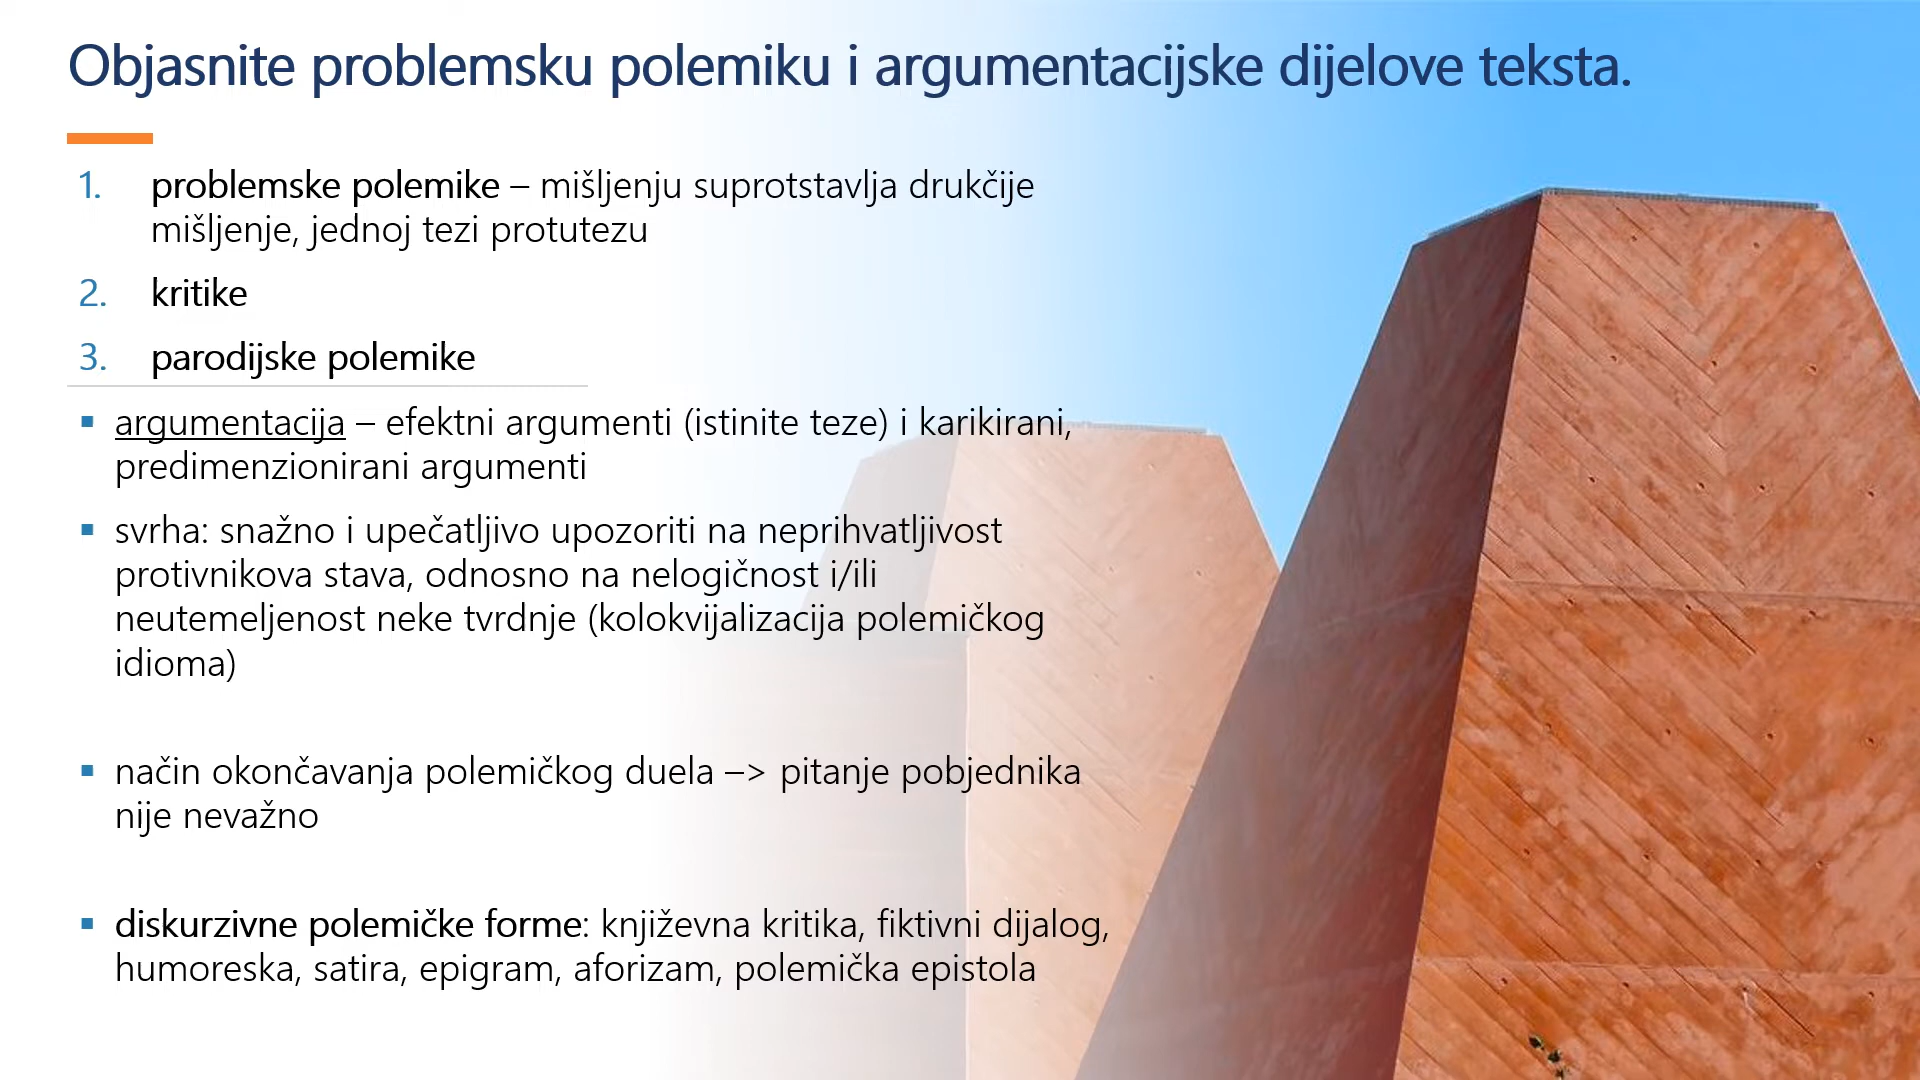 Objasnite problemsku polemiku i argumentacijske dijelove teksta.
1. problemske polemike – mišljenju suprotstavlja drukčije
mišljenje, jednoj tezi protutezu
2. kritike
3. parodijske polemike
▪ argumentacija – efektni argumenti (istinite teze) i karikirani,
predimenzionirani argumenti
▪ svrha: snažno i upečatljivo upozoriti na neprihvatljivost
protivnikova stava, odnosno na nelogičnost i/ili
neutemeljenost neke tvrdnje (kolokvijalizacija polemičkog
idioma)
▪ način okončavanja polemičkog duela –> pitanje pobjednika
nije nevažno
▪ diskurzivne polemičke forme: književna kritika, fiktivni dijalog,
humoreska, satira, epigram, aforizam, polemička epistola